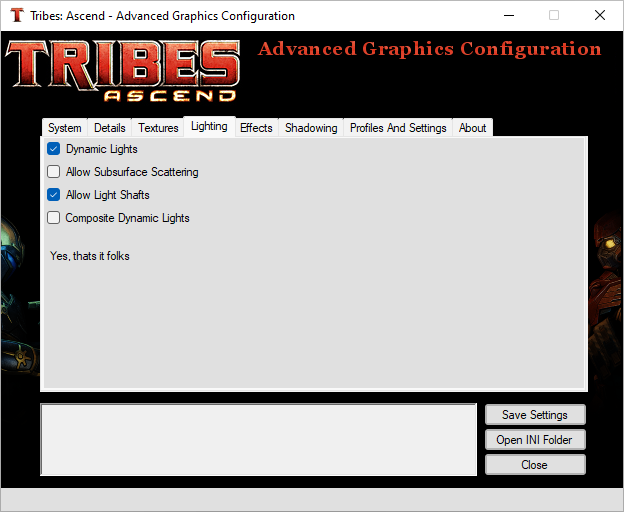 Tribes: Ascend - Advanced Graphics Configuration
TRIBES
ASCEND
Advanced Graphics Configuration
System Details Textures Lighting Effects Shadowing Profiles And Settings About
Dynamic Lights
Allow Subsurface Scattering
Allow Light Shafts
Composite Dynamic Lights
Yes, thats it folks
Save Settings
Open INI Folder
Close